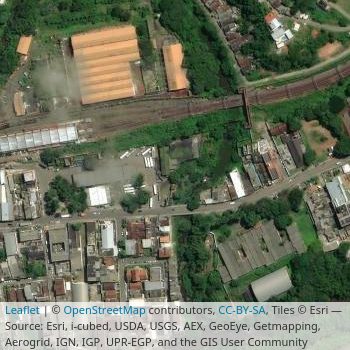 Leaflet | © OpenStreetMap contributors, CC-BY-SA, Tiles © Esri —
Source: Esri, i-cubed, USDA, USGS, AEX, GeoEye, Getmapping,
Aerogrid, IGN, IGP, UPR-EGP, and the GIS User Community